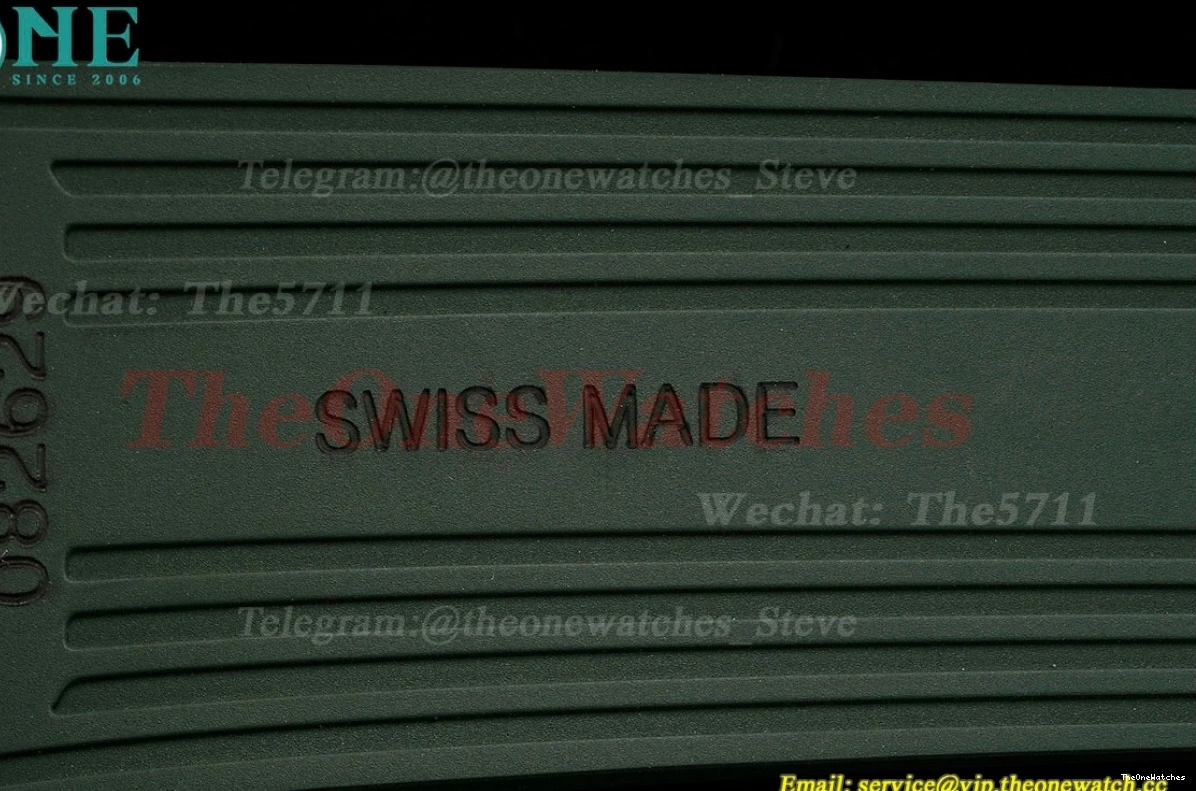 ONE
SINCE 2006
Telegram:@theonewatches_Steve
Wechat: The5711
TheOneWatches
SWISS MADE
082629
Wechat: The5711
Telegram:@theonewatches_Steve
TheOneWatches
Email: service@vip.theonewatch.cc